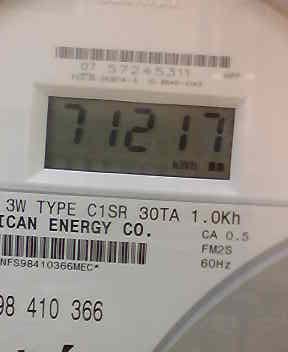 07 57245311
71217
kWh
3W TYPE C1SR 30TA 1.0Kh
ICAN ENERGY CO.
CA 0.5
FM2S
60Hz
NFS98410366MEC*
98 410 366